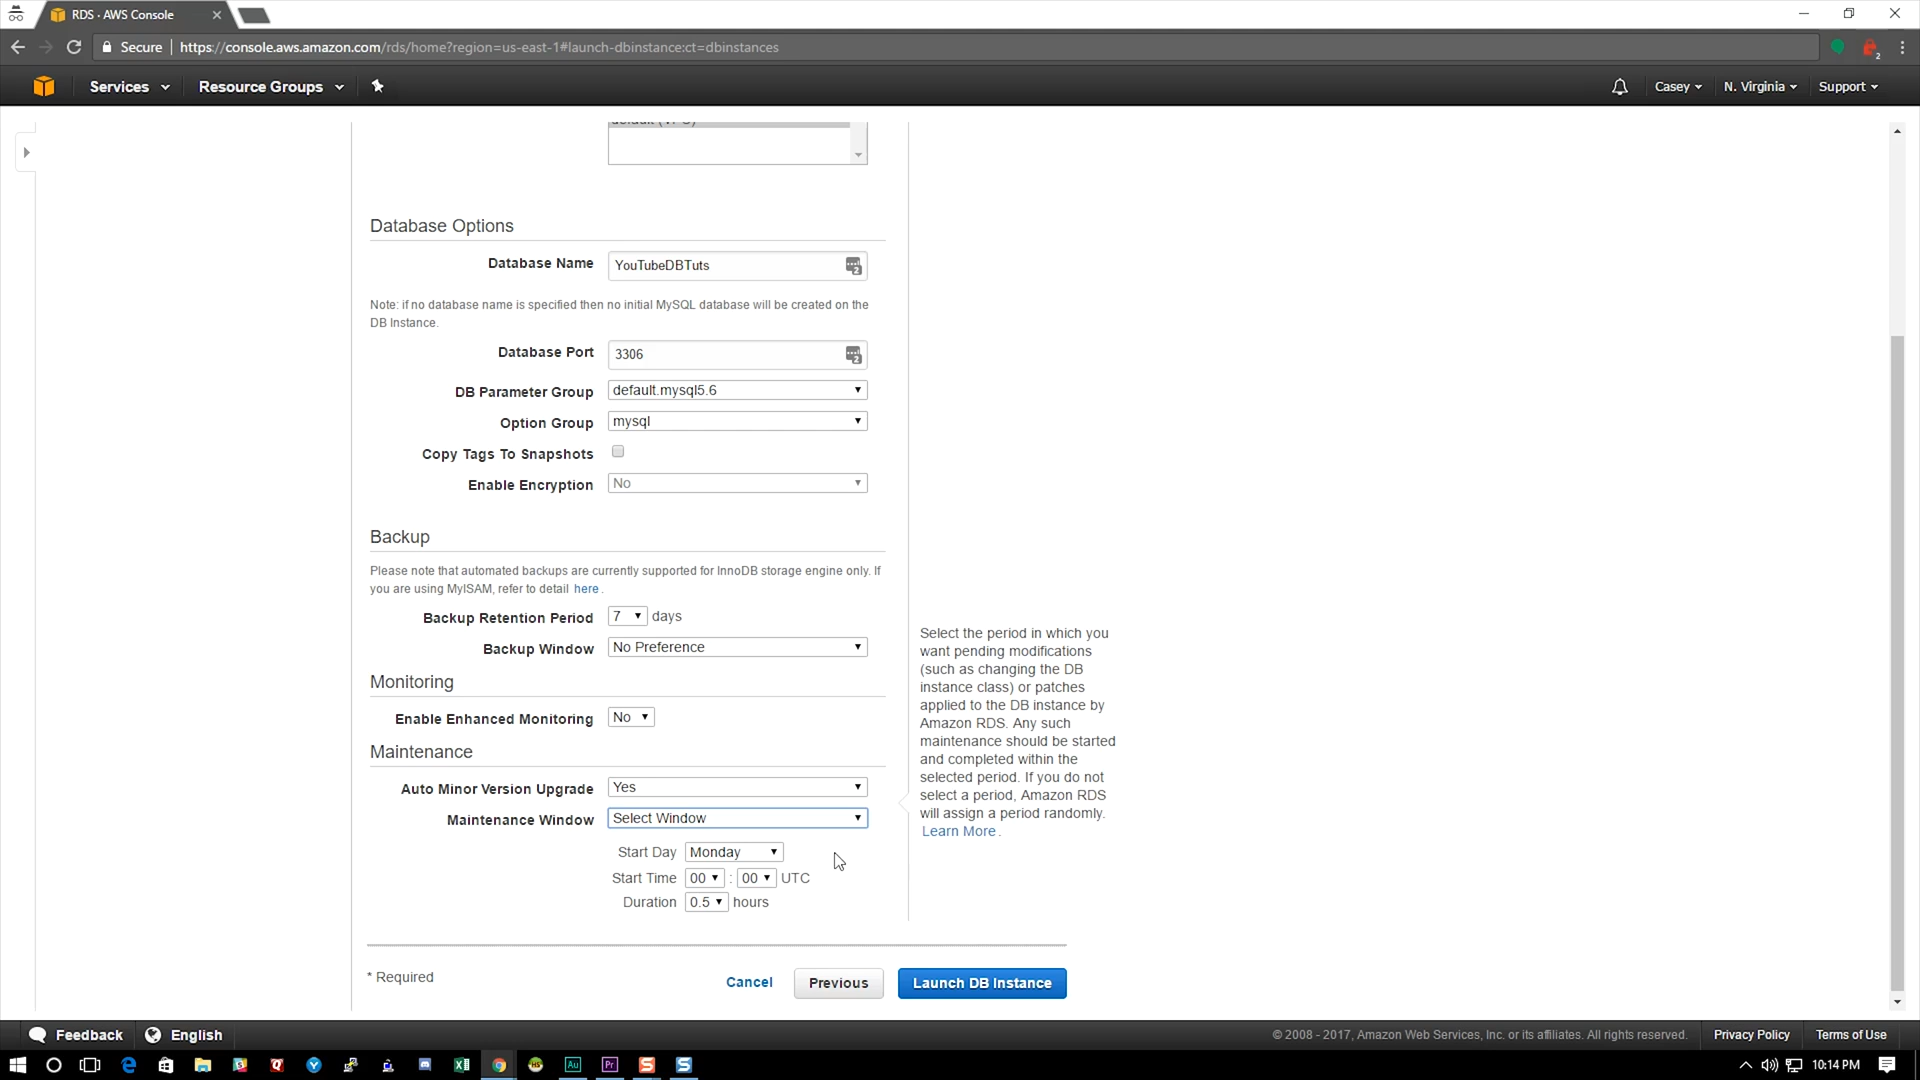 RDS · AWS Console
Secure https://console.aws.amazon.com/rds/home?region=us-east-1#launch-dbinstance:ct=dbinstances
2
Services Resource Groups Casey N. Virginia Support
default (VPC)
Database Options
Database Name YouTubeDBTuts
2
Note: if no database name is specified then no initial MySQL database will be created on the
DB Instance.
Database Port 3306
2
DB Parameter Group default.mysql5.6
Option Group mysql
Copy Tags To Snapshots
Enable Encryption No
Backup
Please note that automated backups are currently supported for InnoDB storage engine only. If
you are using MyISAM, refer to detail here .
Backup Retention Period 7 days
Backup Window No Preference
Monitoring
Enable Enhanced Monitoring No
Maintenance
Auto Minor Version Upgrade Yes
Maintenance Window Select Window
Start Day Monday
Start Time 00 : 00 UTC
Duration 0.5 hours
Select the period in which you
want pending modifications
(such as changing the DB
instance class) or patches
applied to the DB instance by
Amazon RDS. Any such
maintenance should be started
and completed within the
selected period. If you do not
select a period, Amazon RDS
will assign a period randomly.
Learn More .
* Required Cancel Previous Launch DB Instance
Feedback English © 2008 - 2017, Amazon Web Services, Inc. or its affiliates. All rights reserved. Privacy Policy Terms of Use
Au Pr S S 10:14 PM